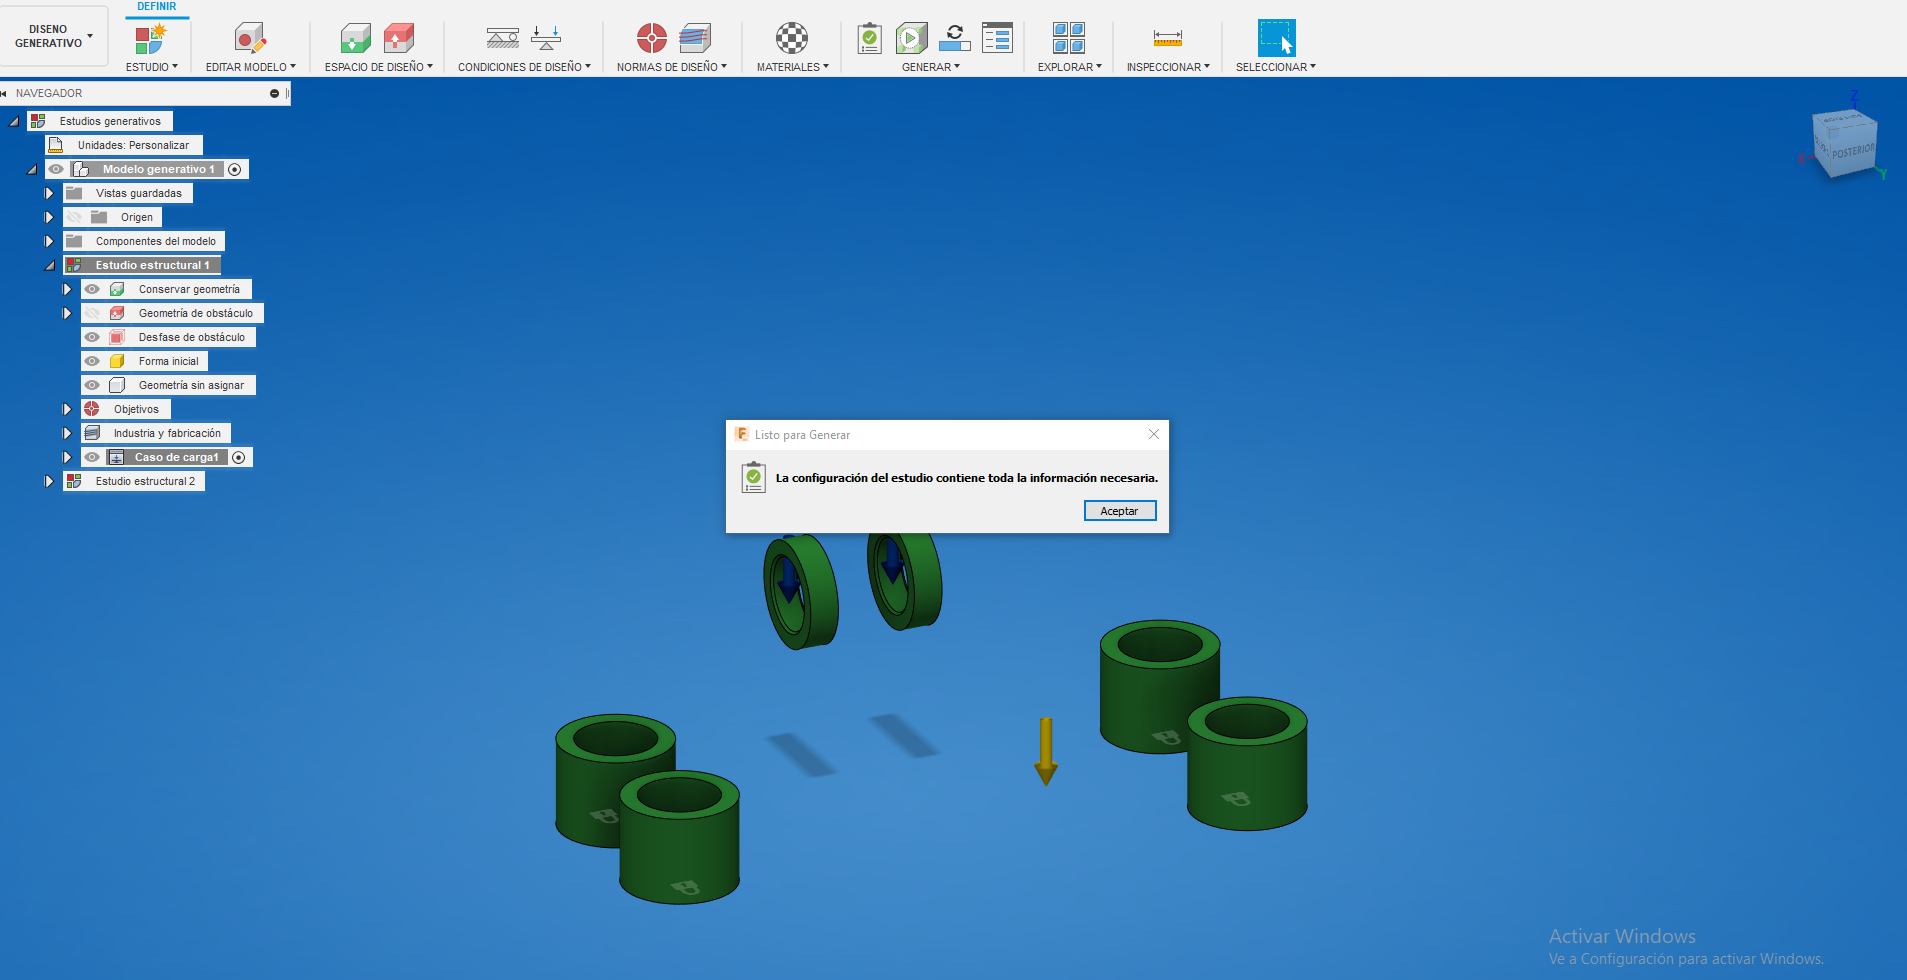 DEFINIR
DISENO
GENERATIVO
ESTUDIO
EDITAR MODELO
ESPACIO DE DISEÑO
CONDICIONES DE DISEÑO
NORMAS DE DISEÑO
MATERIALES
GENERAR
EXPLORAR
INSPECCIONAR
SELECCIONAR
NAVEGADOR
Estudios generativos
Unidades: Personalizar
Modelo generativo 1
Vistas guardadas
Origen
Componentes del modelo
Estudio estructural 1
Conservar geometría
Geometría de obstáculo
Desfase de obstáculo
Forma inicial
Geometría sin asignar
Objetivos
Industria y fabricación
Caso de carga1
Estudio estructural 2
Z
POSTERIOR
X
Y
Listo para Generar
La configuración del estudio contiene toda la información necesaria.
Aceptar
Activar Windows
Ve a Configuración para activar Windows.